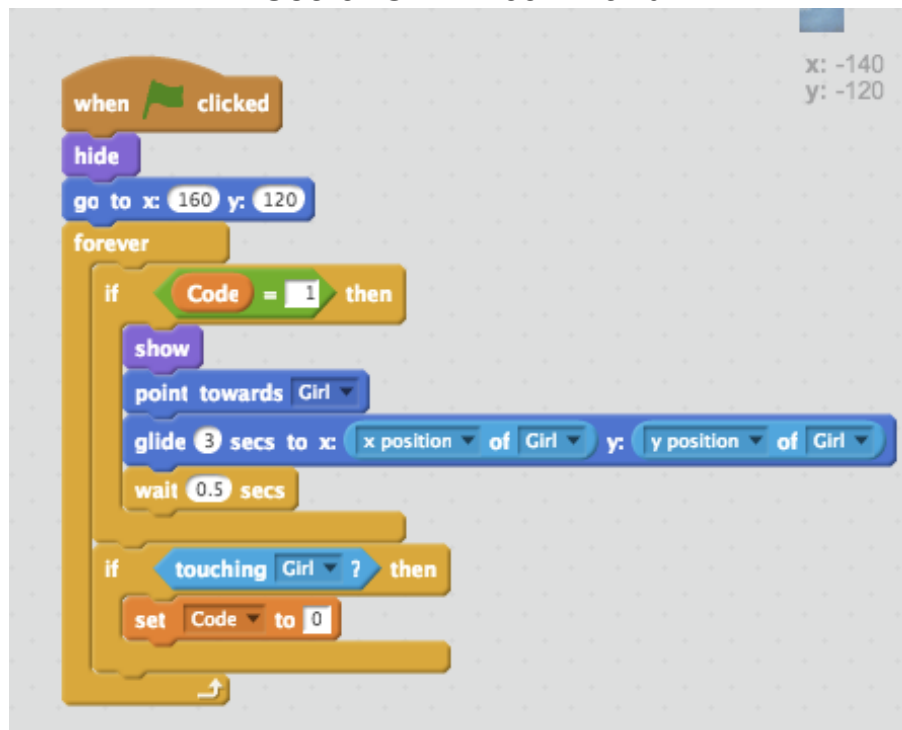 x: -140
y: -120
when clicked
hide
go to x: 160 y: 120
forever
if Code = 1 then
show
point towards Girl
glide 3 secs to x: x position of Girl y: y position of Girl
wait 0.5 secs
if touching Girl ? then
set Code to 0